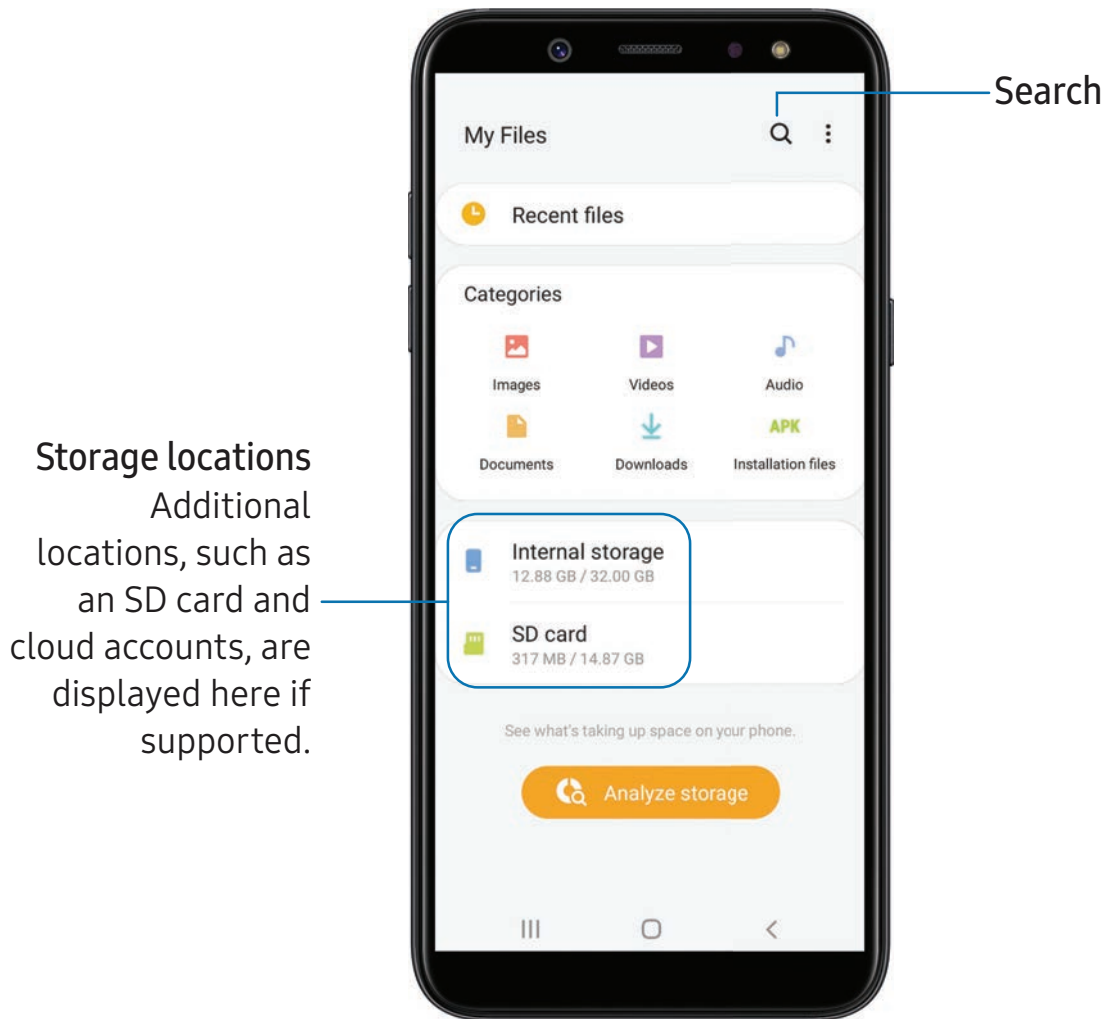 Search
My Files
Recent files
Categories
Images Videos Audio
APK
Documents Downloads Installation files
Storage locations
Additional
locations, such as
an SD card and
cloud accounts, are
displayed here if
supported.
Internal storage
12.88 GB / 32.00 GB
SD card
317 MB / 14.87 GB
See what's taking up space on your phone.
Analyze storage